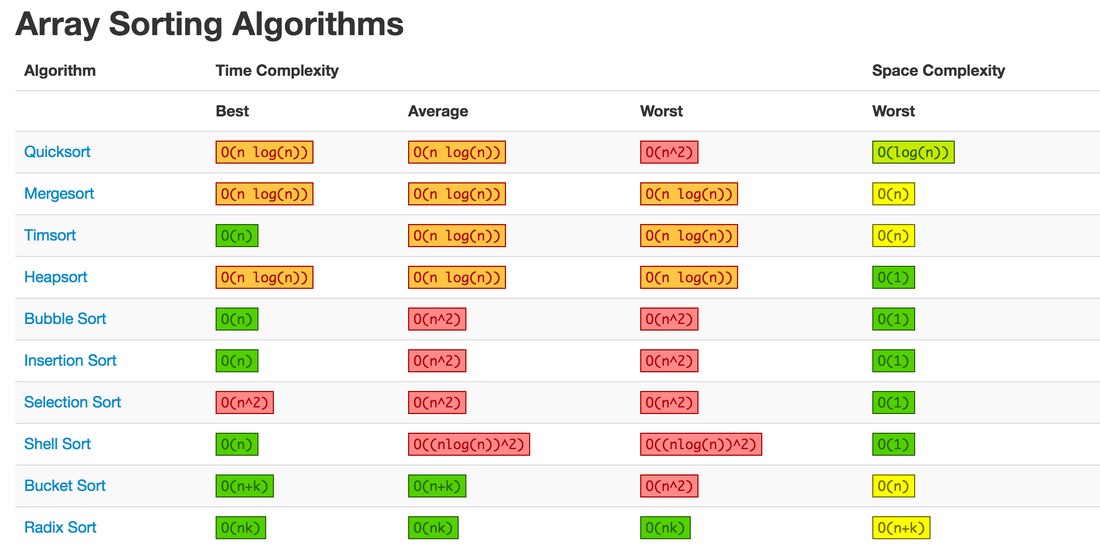 Array Sorting Algorithms
Algorithm Time Complexity Space Complexity
Best Average Worst Worst
Quicksort O(n log(n)) O(n log(n)) O(n^2) O(log(n))
Mergesort O(n log(n)) O(n log(n)) O(n log(n)) O(n)
Timsort O(n) O(n log(n)) O(n log(n)) O(n)
Heapsort O(n log(n)) O(n log(n)) O(n log(n)) O(1)
Bubble Sort O(n) O(n^2) O(n^2) O(1)
Insertion Sort O(n) O(n^2) O(n^2) O(1)
Selection Sort O(n^2) O(n^2) O(n^2) O(1)
Shell Sort O(n) O((nlog(n))^2) O((nlog(n))^2) O(1)
Bucket Sort O(n+k) O(n+k) O(n^2) O(n)
Radix Sort O(nk) O(nk) O(nk) O(n+k)